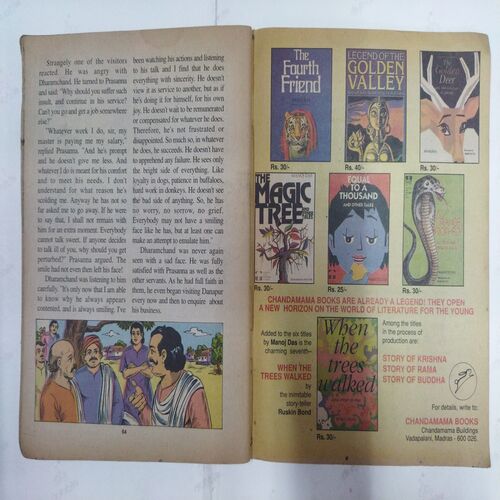 Strangely one of the visitors
reacted. He was angry with
Dharamchand. He turned to Prasanna
and said: "Why should you suffer such
insult, and continue in service?
Can't you go and get a job somewhere
else?"
"Whatever work I do, sir, my
master is paying me my salary",
replied Prasanna. "And he's prompt
and he doesn't give me less. And
whatever I do is meant for his comfort
and to meet his needs. I don't
understand for what reason he's
scolding me. Anyway he has not so
far asked me to go away. If he were
to say that, I shall not remain with
him for an extra moment. Everybody
cannot talk sweet. If anyone decides
to talk ill of you, why should you get
perturbed?" Prasanna argued. The
smile had not even left his face!
Dharamchand was listening to him
carefully. "It's only now that I am able
to know why he always appears
contented, and is always smiling. I've
been watching his actions and listening
to his talk and I find that he does
everything with sincerity. He doesn't
view it as service to another, but as if
he's doing it for himself, for his own
joy. He doesn't wait to be remunerated
or compensated for whatever he does.
Therefore, he's not frustrated or
disappointed. So much so, in whatever
he does, he succeeds. He doesn't have
to apprehend any failure. He sees only
the bright side of everything. Like
loyalty in dogs, patience in buffaloes,
hard work in donkeys. He doesn't see
the bad side of anything. So, he has
no worry, no sorrow, no grief.
Everybody may not have a smiling
face like he has, but at least one can
make an attempt to emulate him."
Dharamchand was never again
seen with a sad face. He was fully
satisfied with Prasanna as well as the
other servants. As he had full faith in
them, he even began visiting Danapur
every now and then to enquire about
his business.
64
The
Fourth
Friend
LEGEND OF THE
GOLDEN
VALLEY
The
Golden
Deer
Rs. 30/-
Rs. 40/-
Rs. 30/-
THE
MAGIC
TREE
EQUAL
TO A
THOUSAND
AND OTHER TALES
Rs. 30/-
Rs. 25/-
Rs. 30/-
CHANDAMAMA BOOKS ARE ALREADY A LEGEND! THEY OPEN
A NEW HORIZON ON THE WORLD OF LITERATURE FOR THE YOUNG
Added to the six titles
by Manoj Das is the
charming seventh-
WHEN THE
TREES WALKED
by
the inimitable
story-teller
Ruskin Bond
When
the trees
walked
Rs. 30/-
Among the titles
in the process of
production are:
STORY OF KRISHNA
STORY OF RAMA
STORY OF BUDDHA
For details, write to:
CHANDAMAMA BOOKS
Chandamama Buildings
Vadapalani, Madras - 600 026.